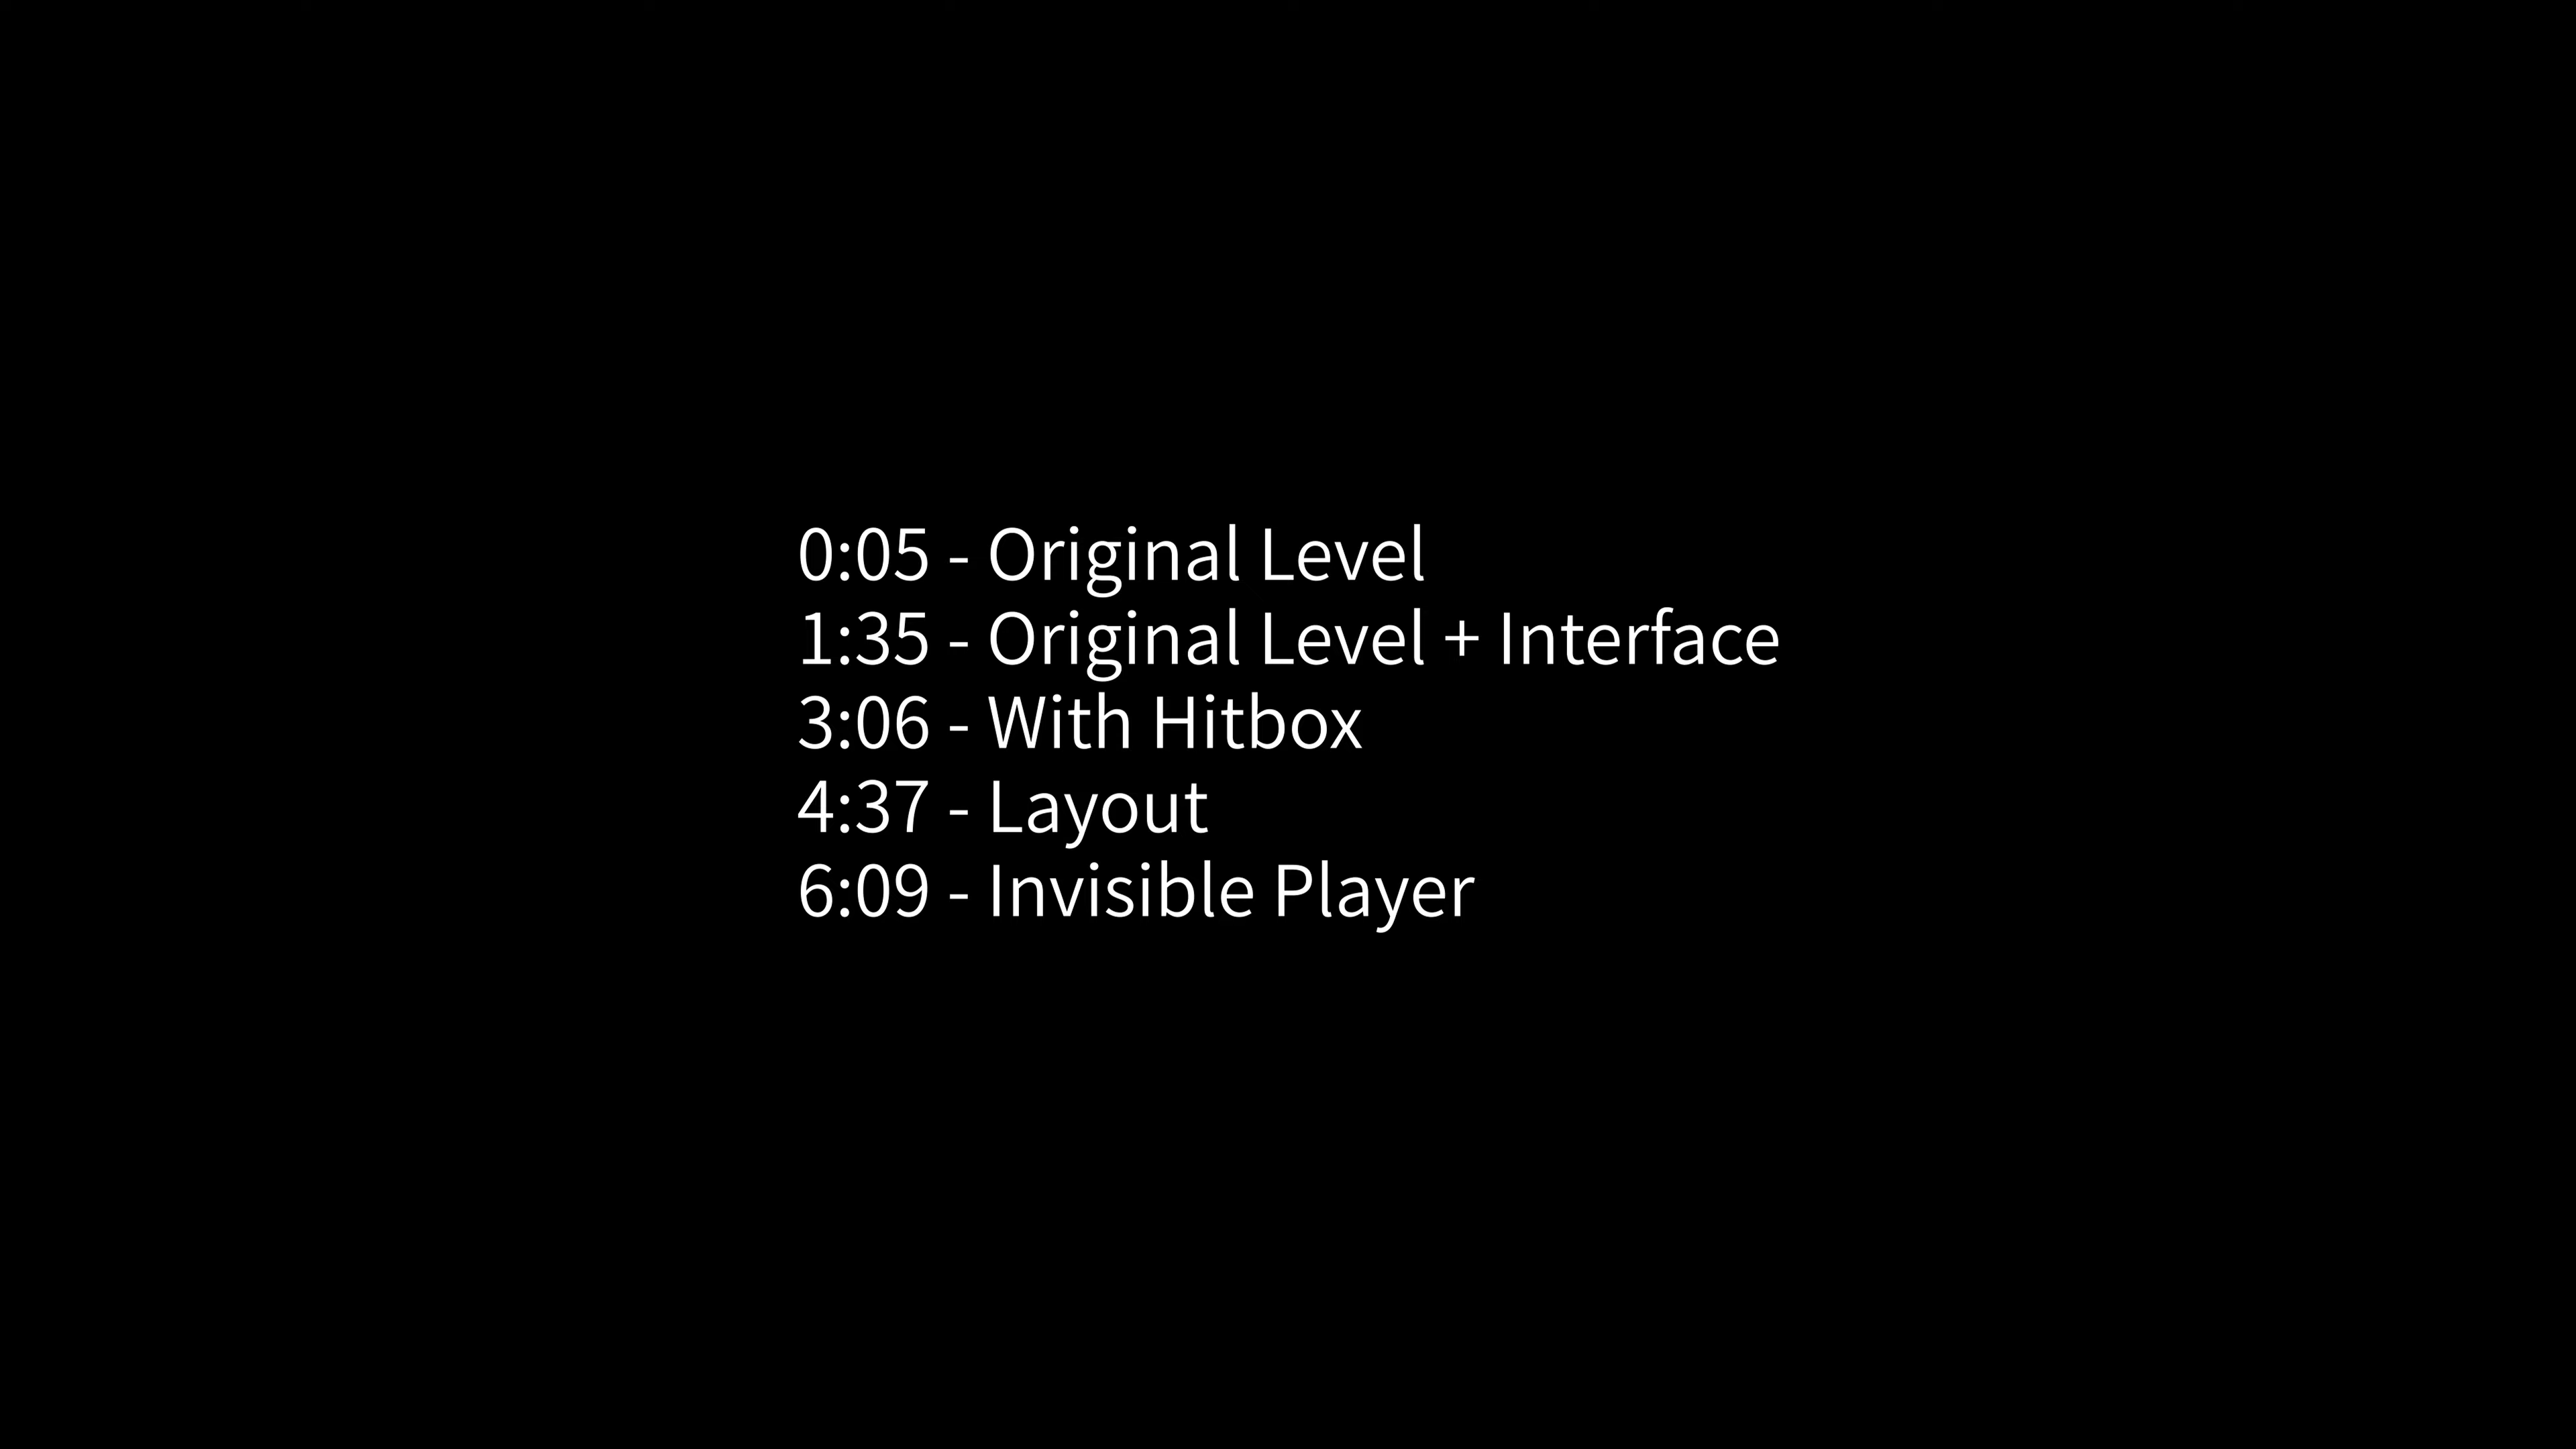 0:05 - Original Level
1:35 - Original Level + Interface
3:06 - With Hitbox
4:37 - Layout
6:09 - Invisible Player